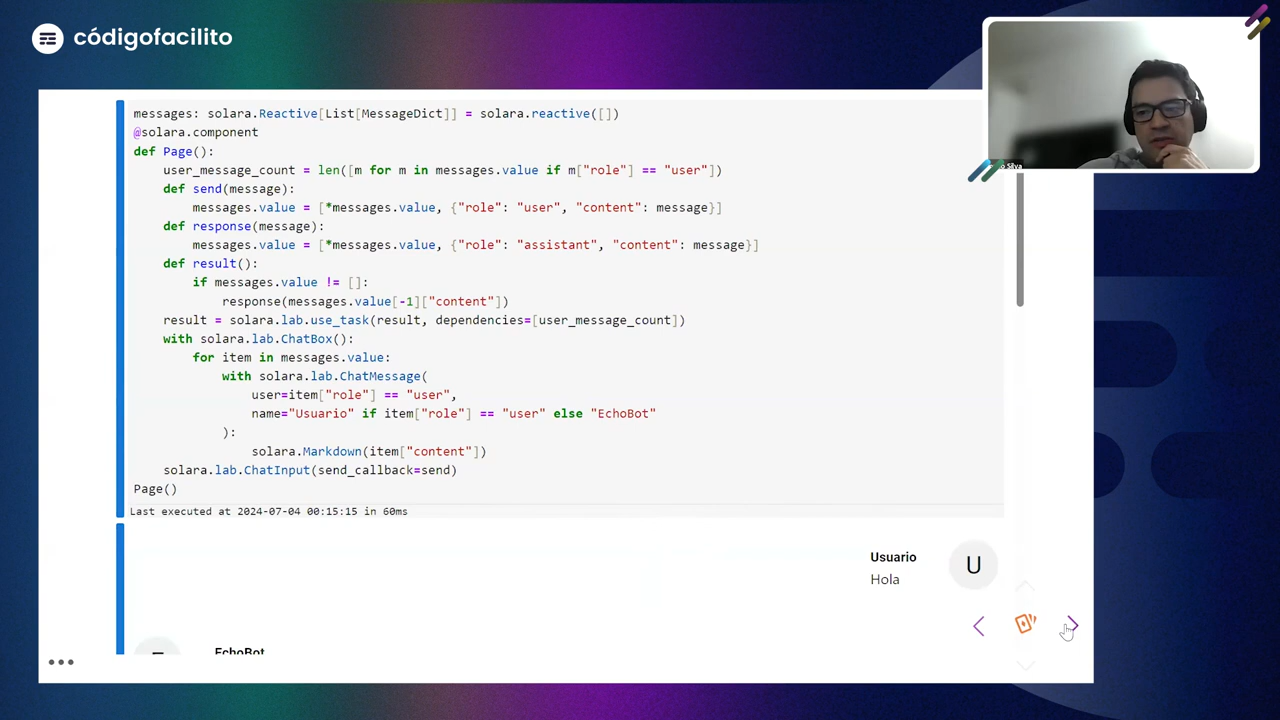 códigofacilito
messages: solara.Reactive[List[MessageDict]] = solara.reactive([])
@solara.component
def Page():
    user_message_count = len([m for m in messages.value if m["role"] == "user"])
    def send(message):
        messages.value = [*messages.value, {"role": "user", "content": message}]
    def response(message):
        messages.value = [*messages.value, {"role": "assistant", "content": message}]
    def result():
        if messages.value != []:
            response(messages.value[-1]["content"])
    result = solara.lab.use_task(result, dependencies=[user_message_count])
    with solara.lab.ChatBox():
        for item in messages.value:
            with solara.lab.ChatMessage(
                user=item["role"] == "user",
                name="Usuario" if item["role"] == "user" else "EchoBot"
            ):
                solara.Markdown(item["content"])
    solara.lab.ChatInput(send_callback=send)
Page()
Last executed at 2024-07-04 00:15:15 in 60ms
Usuario
U
Hola
EchoBot
Silva